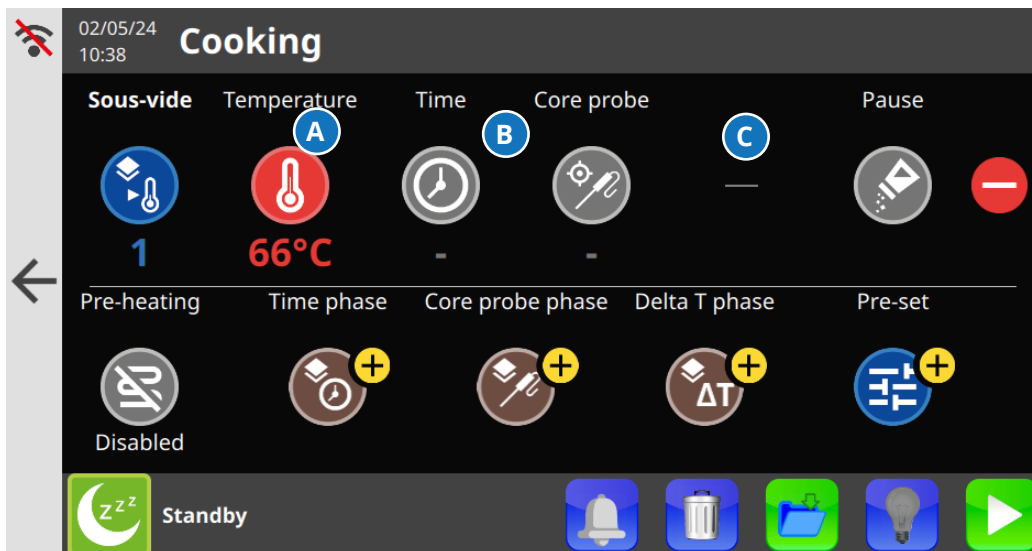 02/05/24
10:38
Cooking
Sous-vide Temperature Time Core probe Pause
A B C
1 66°C - -
Pre-heating Time phase Core probe phase Delta T phase Pre-set
ΔT
Disabled
zzz Standby